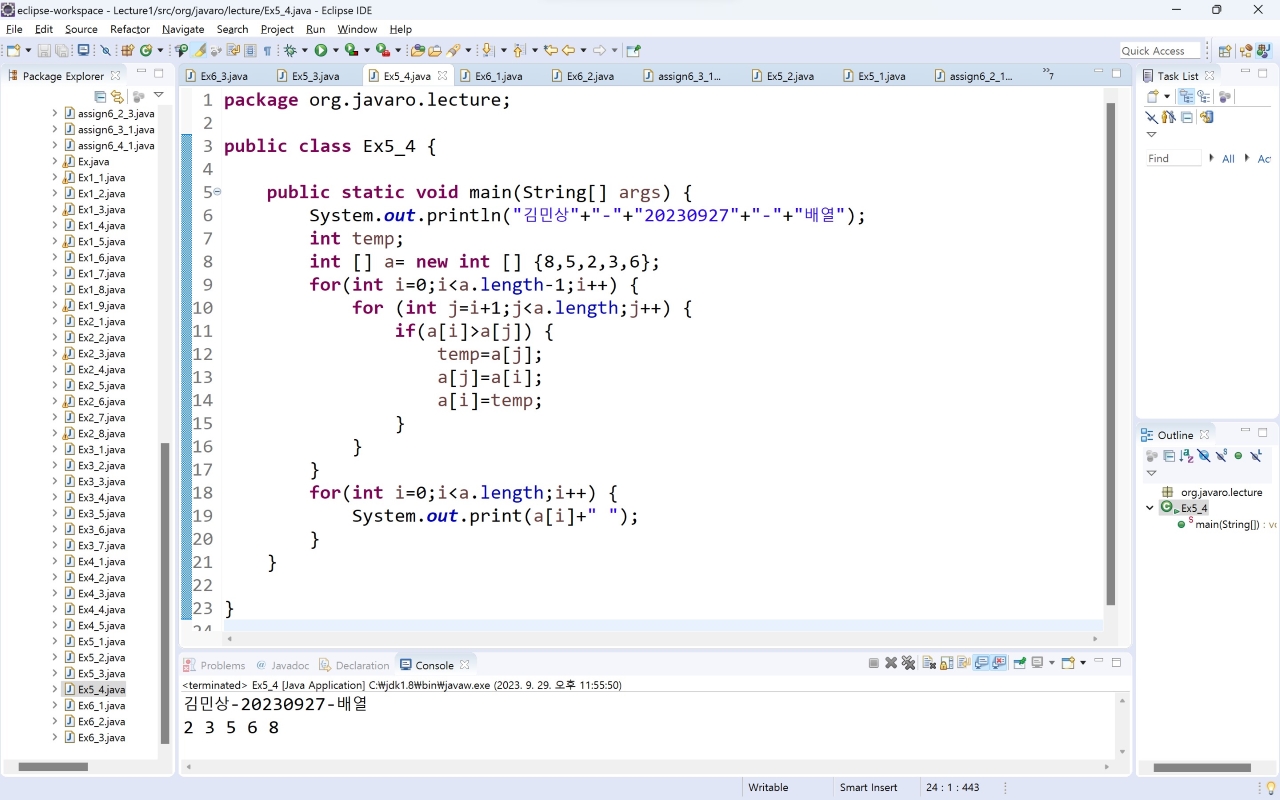 eclipse-workspace - Lecture1/src/org/javaro/lecture/Ex5_4.java - Eclipse IDE
File Edit Source Refactor Navigate Search Project Run Window Help
Quick Access
Package Explorer
assign6_2_3.java
assign6_3_1.java
assign6_4_1.java
Ex.java
Ex1_1.java
Ex1_2.java
Ex1_3.java
Ex1_4.java
Ex1_5.java
Ex1_6.java
Ex1_7.java
Ex1_8.java
Ex1_9.java
Ex2_1.java
Ex2_2.java
Ex2_3.java
Ex2_4.java
Ex2_5.java
Ex2_6.java
Ex2_7.java
Ex2_8.java
Ex3_1.java
Ex3_2.java
Ex3_3.java
Ex3_4.java
Ex3_5.java
Ex3_6.java
Ex3_7.java
Ex4_1.java
Ex4_2.java
Ex4_3.java
Ex4_4.java
Ex4_5.java
Ex5_1.java
Ex5_2.java
Ex5_3.java
Ex5_4.java
Ex6_1.java
Ex6_2.java
Ex6_3.java
Ex6_3.java Ex5_3.java Ex5_4.java Ex6_1.java Ex6_2.java assign6_3_1... Ex5_2.java Ex5_1.java assign6_2_1... »7
1 package org.javaro.lecture;
2
3 public class Ex5_4 {
4
5 public static void main(String[] args) {
6 System.out.println("김민상"+"-"+"20230927"+"-"+"배열");
7 int temp;
8 int [] a= new int [] {8,5,2,3,6};
9 for(int i=0;i<a.length-1;i++) {
10 for (int j=i+1;j<a.length;j++) {
11 if(a[i]>a[j]) {
12 temp=a[j];
13 a[j]=a[i];
14 a[i]=temp;
15 }
16 }
17 }
18 for(int i=0;i<a.length;i++) {
19 System.out.print(a[i]+" ");
20 }
21 }
22
23 }
24
Problems Javadoc Declaration Console
<terminated> Ex5_4 [Java Application] C:₩jdk1.8₩bin₩javaw.exe (2023. 9. 29. 오후 11:55:50)
김민상-20230927-배열
2 3 5 6 8
Task List
Find All Ac
Outline
org.javaro.lecture
Ex5_4
main(String[]) : vo
Writable Smart Insert 24 : 1 : 443